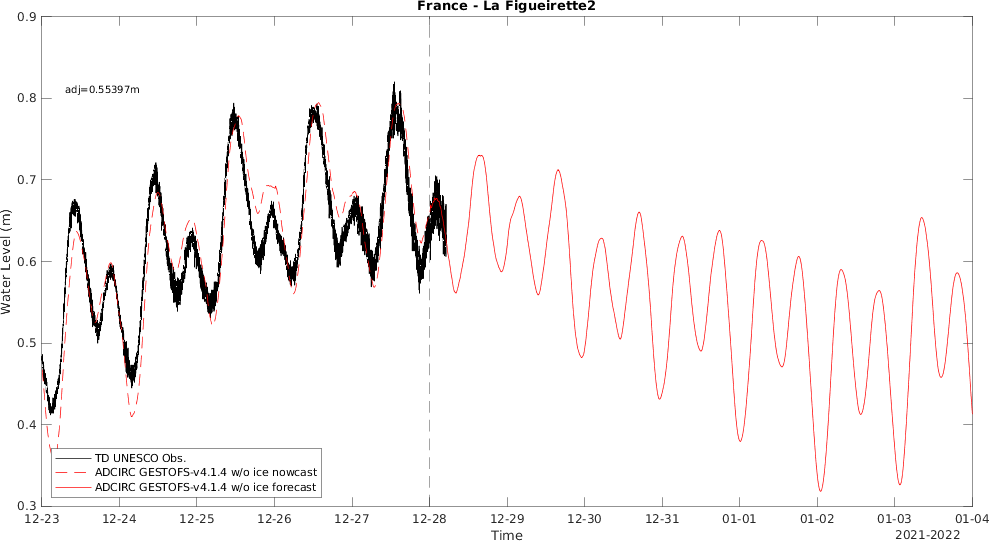 France - La Figueirette2
0.9
0.8
0.7
0.6
0.5
0.4
0.3
Water Level (m)
adj=0.55397m
TD UNESCO Obs.
ADCIRC GESTOFS-v4.1.4 w/o ice nowcast
ADCIRC GESTOFS-v4.1.4 w/o ice forecast
12-23 12-24 12-25 12-26 12-27 12-28 12-29 12-30 12-31 01-01 01-02 01-03 01-04
Time
2021-2022